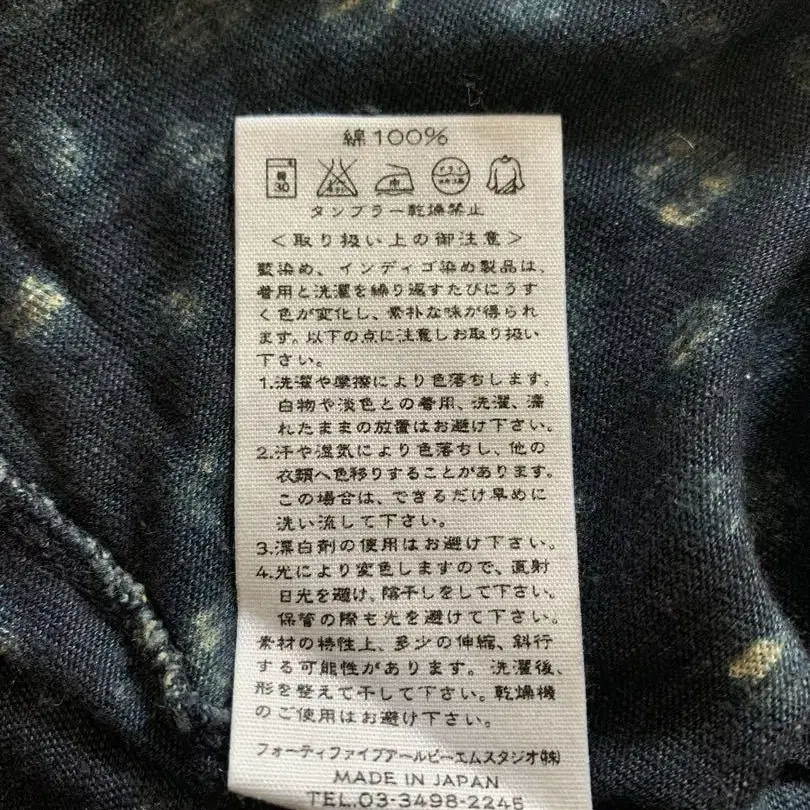 綿100%
タンブラー乾燥禁止
<取り扱い上の御注意>
藍染め、インディゴ染め製品は、
着用と洗濯を繰り返すたびにうす
く色が変化し、素朴な味が得られ
ます。以下の点に注意しお取り扱い
下さい。
1.洗濯や摩擦により色落ちします。
白物や淡色との着用、洗濯、濡
れたままの放置はお避け下さい。
2.汗や湿気により色落ちし、他の
衣類へ色移りすることがあります。
この場合は、できるだけ早めに
洗い流して下さい。
3.漂白剤の使用はお避け下さい。
4.光により変色しますので、直射
日光を避け、陰干しをして下さい。
保管の際も光を避けて下さい。
素材の特性上、多少の伸縮、斜行
する可能性があります。洗濯後、
形を整えて干して下さい。乾燥機
のご使用はお避け下さい。
フォーティファイブアールピーエムスタジオ(株)
MADE IN JAPAN
TEL.03-3498-2245